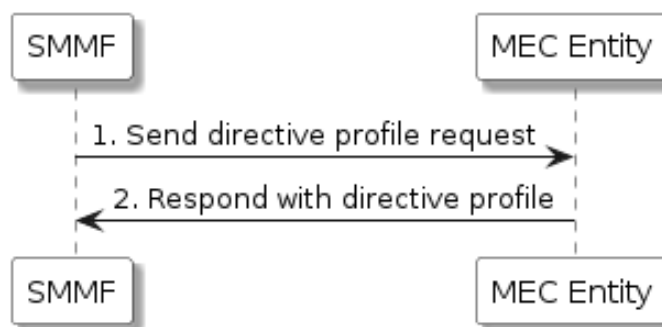 SMMF
MEC Entity
1. Send directive profile request
2. Respond with directive profile
SMMF
MEC Entity